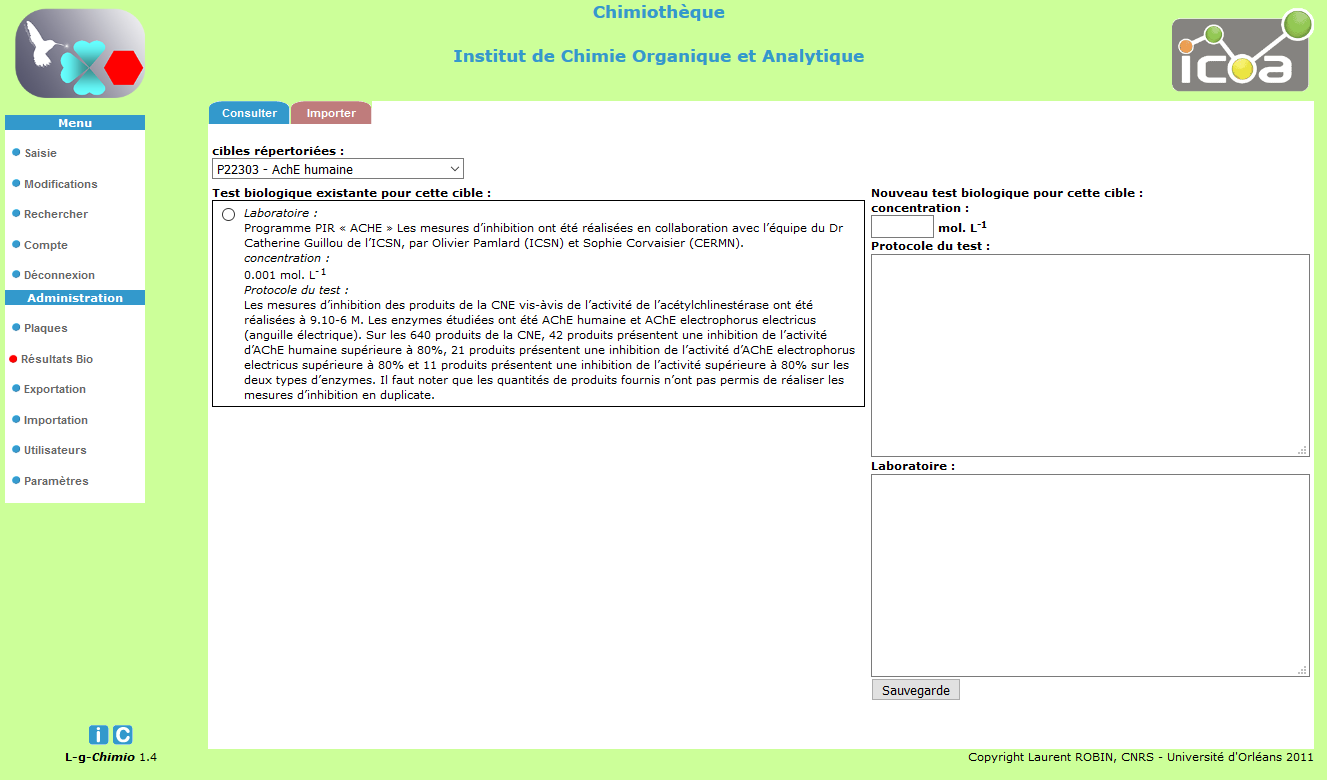 Chimiothèque
Institut de Chimie Organique et Analytique
icoa
Menu
Saisie
Modifications
Rechercher
Compte
Déconnexion
Administration
Plaques
Résultats Bio
Exportation
Importation
Utilisateurs
Paramètres
Consulter
Importer
cibles répertoriées :
P22303 - AchE humaine
Test biologique existante pour cette cible :
Laboratoire :
Programme PIR « ACHE » Les mesures d’inhibition ont été réalisées en collaboration avec l’équipe du Dr
Catherine Guillou de l’ICSN, par Olivier Pamlard (ICSN) et Sophie Corvaisier (CERMN).
concentration :
0.001 mol. L-1
Protocole du test :
Les mesures d’inhibition des produits de la CNE vis-àvis de l’activité de l’acétylchlinestérase ont été
réalisées à 9.10-6 M. Les enzymes étudiées ont été AChE humaine et AChE electrophorus electricus
(anguille électrique). Sur les 640 produits de la CNE, 42 produits présentent une inhibition de l’activité
d’AChE humaine supérieure à 80%, 21 produits présentent une inhibition de l’activité d’AChE electrophorus
electricus supérieure à 80% et 11 produits présentent une inhibition de l’activité supérieure à 80% sur les
deux types d’enzymes. Il faut noter que les quantités de produits fournis n’ont pas permis de réaliser les
mesures d’inhibition en duplicate.
Nouveau test biologique pour cette cible :
concentration :
mol. L-1
Protocole du test :
Laboratoire :
Sauvegarde
i C
L-g-Chimio 1.4
Copyright Laurent ROBIN, CNRS - Université d'Orléans 2011